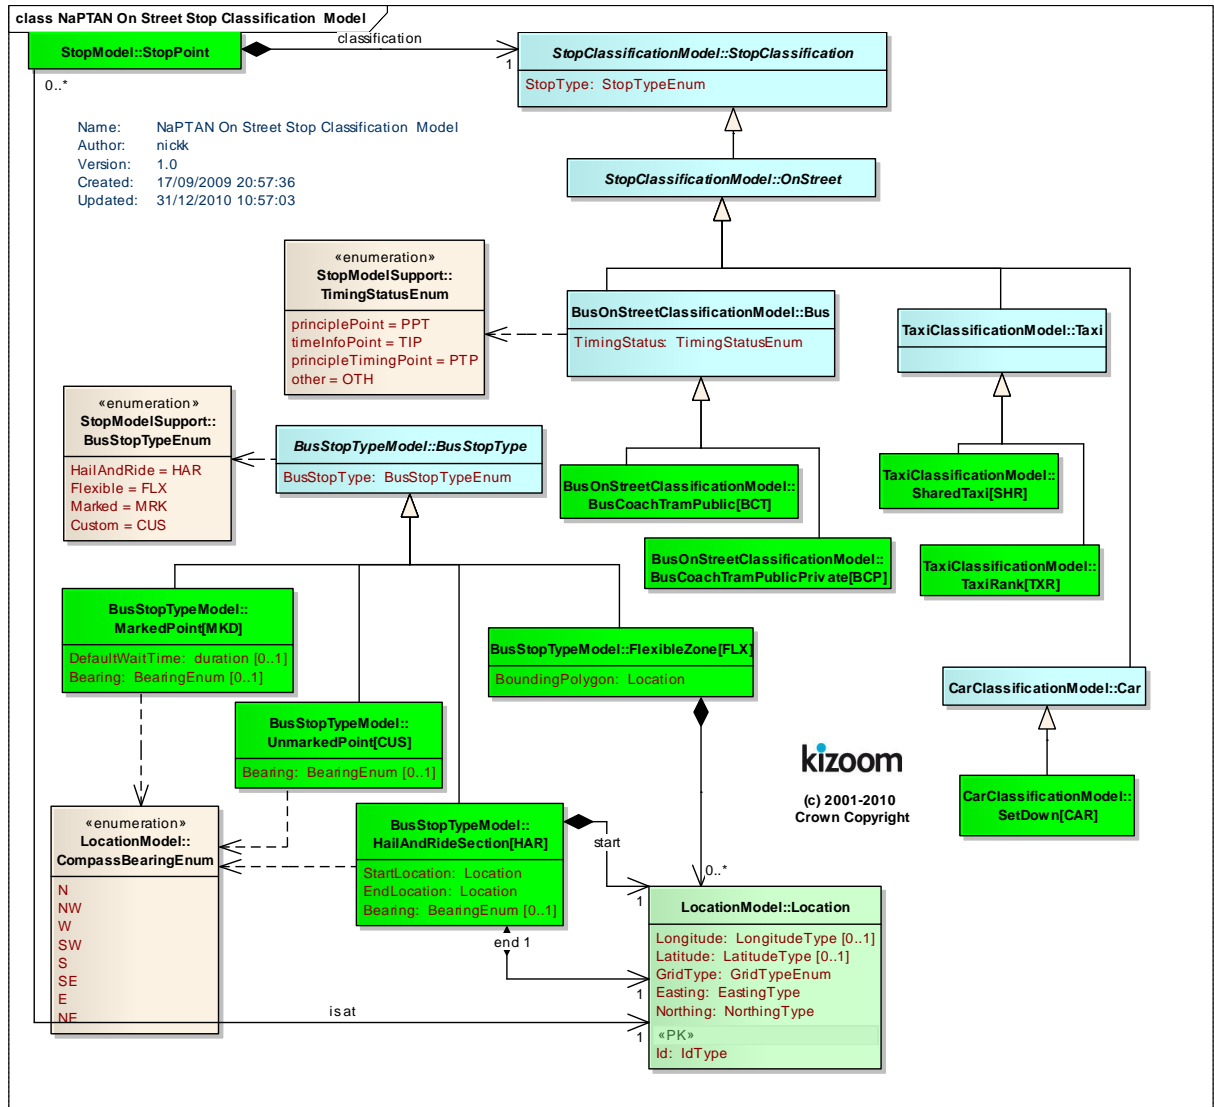 class NaPTAN On Street Stop Classification Model
StopModel::StopPoint
classification
0..*
1
StopClassificationModel::StopClassification
StopType: StopTypeEnum
Name: NaPTAN On Street Stop Classification Model
Author: nickk
Version: 1.0
Created: 17/09/2009 20:57:36
Updated: 31/12/2010 10:57:03
StopClassificationModel::OnStreet
«enumeration»
StopModelSupport::
TimingStatusEnum
principlePoint = PPT
timeInfoPoint = TIP
principleTimingPoint = PTP
other = OTH
BusOnStreetClassificationModel::Bus
TimingStatus: TimingStatusEnum
TaxiClassificationModel::Taxi
«enumeration»
StopModelSupport::
BusStopTypeEnum
HailAndRide = HAR
Flexible = FLX
Marked = MRK
Custom = CUS
BusStopTypeModel::BusStopType
BusStopType: BusStopTypeEnum
BusOnStreetClassificationModel::
BusCoachTramPublic[BCT]
TaxiClassificationModel::
SharedTaxi[SHR]
BusOnStreetClassificationModel::
BusCoachTramPublicPrivate[BCP]
TaxiClassificationModel::
TaxiRank[TXR]
BusStopTypeModel::
MarkedPoint[MKD]
DefaultWaitTime: duration [0..1]
Bearing: BearingEnum [0..1]
BusStopTypeModel::FlexibleZone[FLX]
BoundingPolygon: Location
CarClassificationModel::Car
BusStopTypeModel::
UnmarkedPoint[CUS]
Bearing: BearingEnum [0..1]
kizoom
(c) 2001-2010
Crown Copyright
CarClassificationModel::
SetDown[CAR]
«enumeration»
LocationModel::
CompassBearingEnum
N
NW
W
SW
S
SE
E
NE
BusStopTypeModel::
HailAndRideSection[HAR]
StartLocation: Location
EndLocation: Location
Bearing: BearingEnum [0..1]
start
1
0..*
end 1
1
is at
1
LocationModel::Location
Longitude: LongitudeType [0..1]
Latitude: LatitudeType [0..1]
GridType: GridTypeEnum
Easting: EastingType
Northing: NorthingType
«PK»
Id: IdType